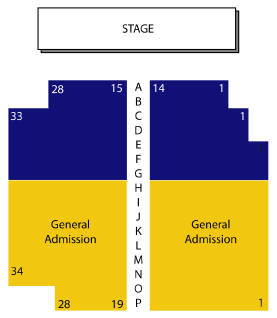 STAGE
28 15 A 14 1
B
33 C 1
D
E
F
G
H
I
J
General K General
Admission L Admission
M
34 N
O
28 19 P 1